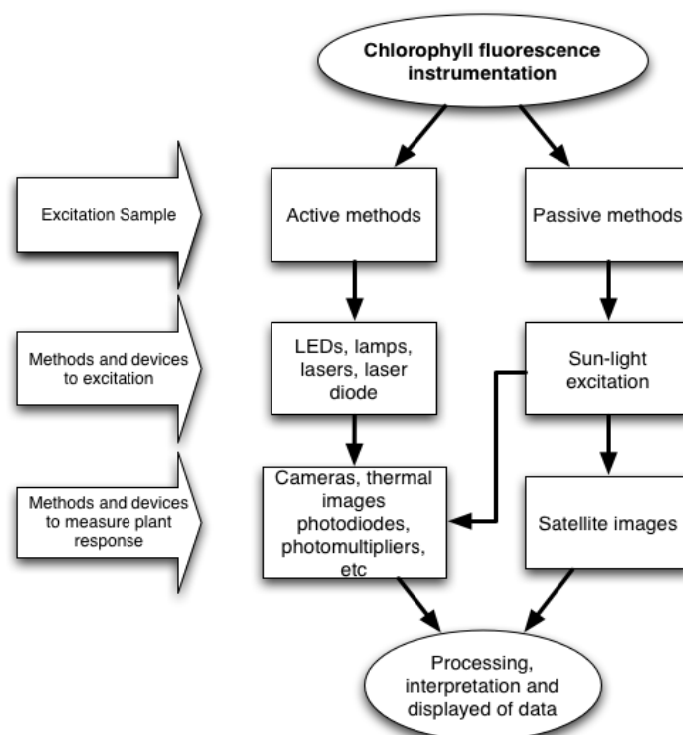 Chlorophyll fluorescence
instrumentation
Excitation Sample
Active methods
Passive methods
Methods and devices
to excitation
LEDs, lamps,
lasers, laser
diode
Sun-light
excitation
Methods and devices
to measure plant
response
Cameras, thermal
images
photodiodes,
photomultipliers,
etc
Satellite images
Processing,
interpretation and
displayed of data